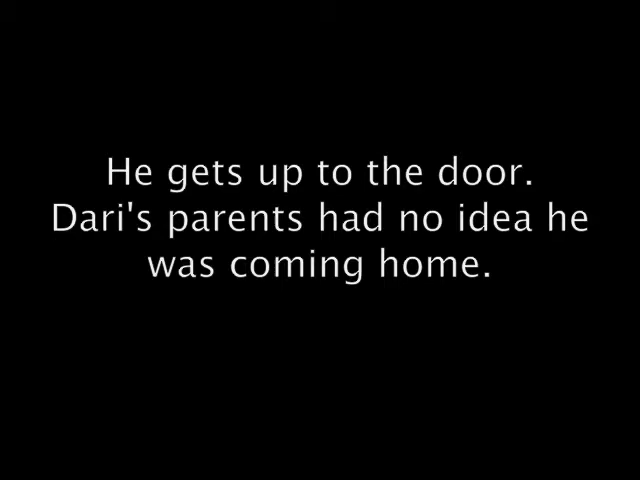 He gets up to the door.
Dari's parents had no idea he
was coming home.